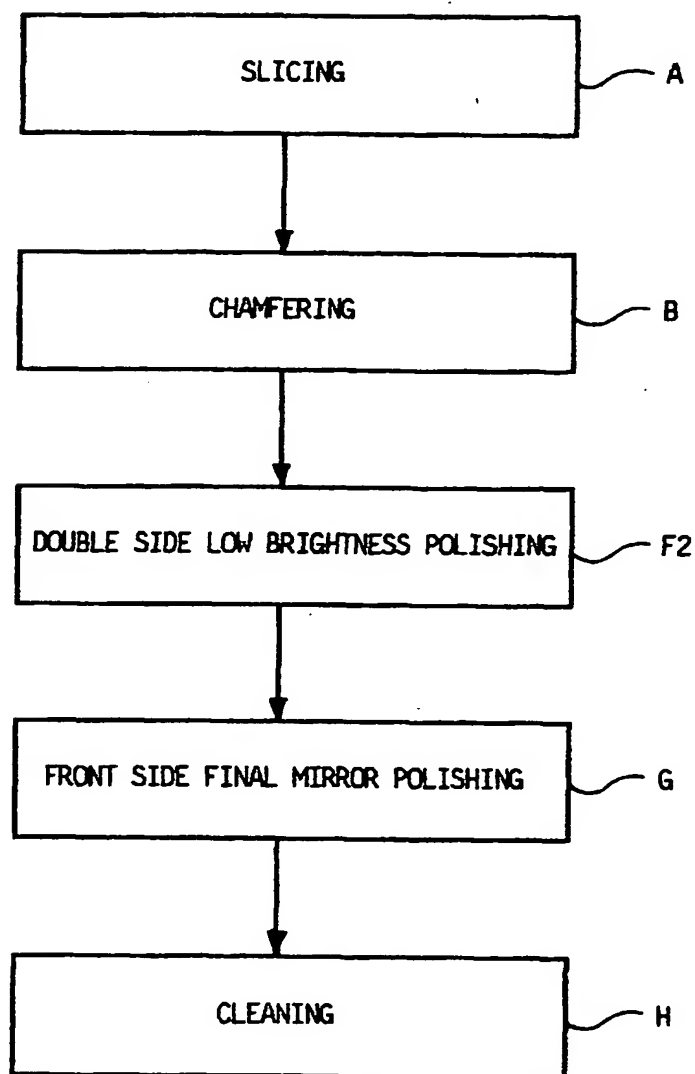 SLICING A
CHAMFERING B
DOUBLE SIDE LOW BRIGHTNESS POLISHING F2
FRONT SIDE FINAL MIRROR POLISHING G
CLEANING H